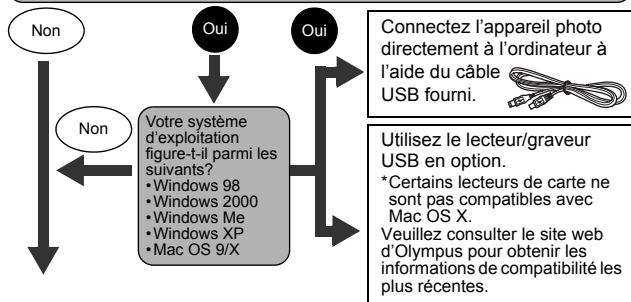 Non
Oui
Oui
Connectez l'appareil photo
directement à l'ordinateur à
l'aide du câble
USB fourni.
Non
Votre système
d'exploitation
figure-t-il parmi les
suivants?
• Windows 98
• Windows 2000
• Windows Me
• Windows XP
• Mac OS 9/X
Utilisez le lecteur/graveur
USB en option.
*Certains lecteurs de carte ne
sont pas compatibles avec
Mac OS X.
Veuillez consulter le site web
d'Olympus pour obtenir les
informations de compatibilité les
plus récentes.